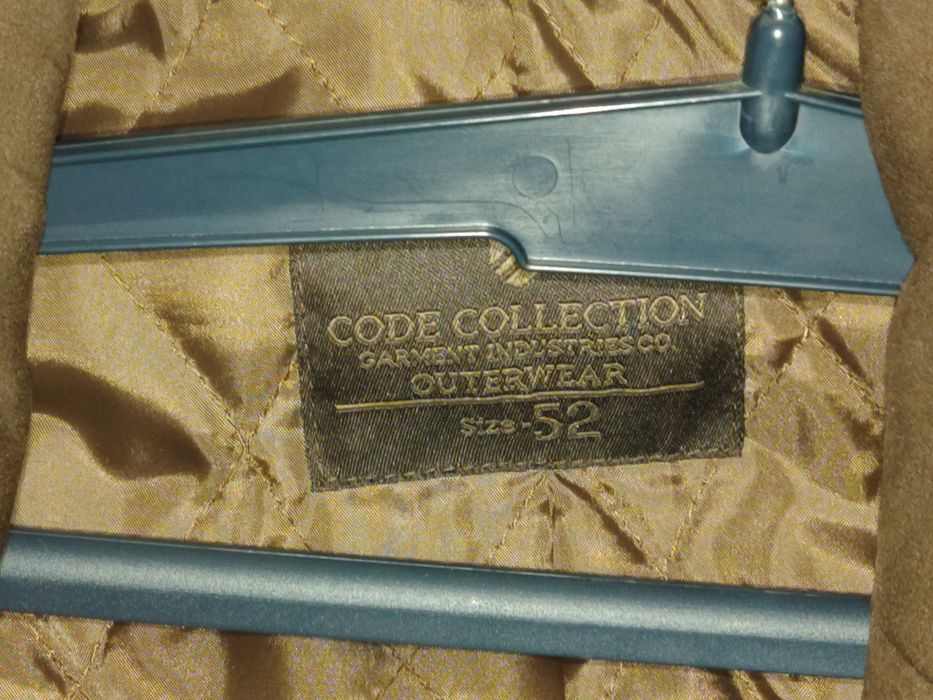 CODE COLLECTION
GARMENT INDUSTRIES CO.
OUTERWEAR
Size-52